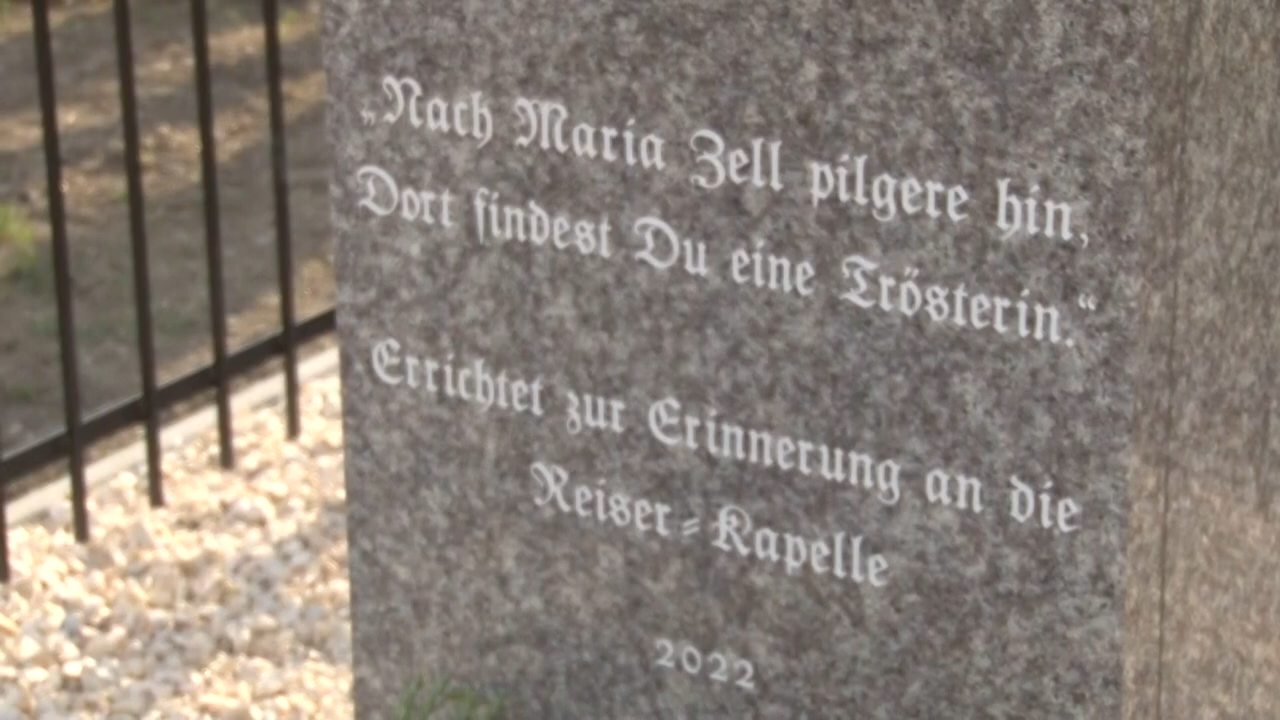 „Nach Maria Zell pilgere hin,
Dort findest Du eine Trösterin.“
Errichtet zur Erinnerung an die
Reiser-Kapelle
2022